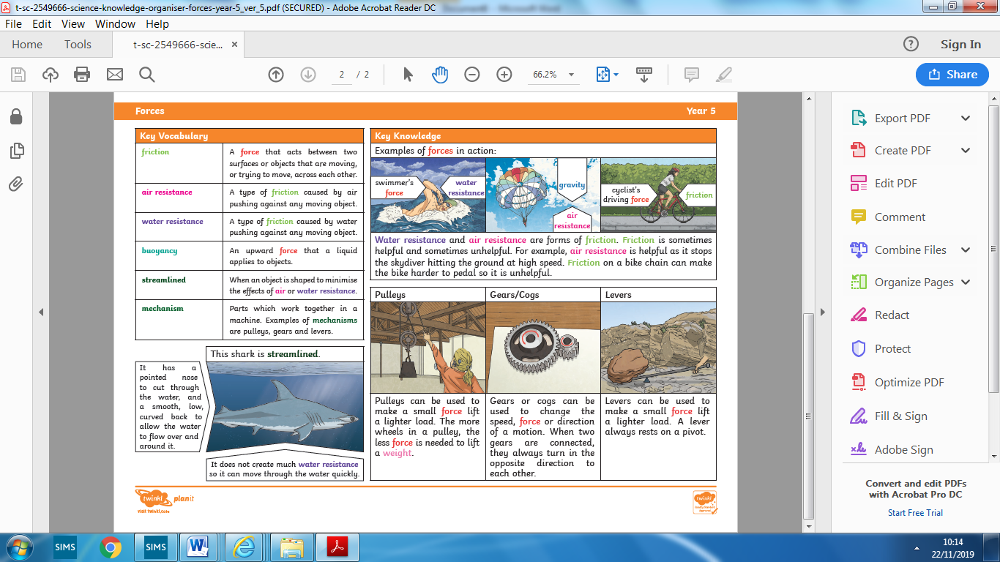 t-sc-2549666-science-knowledge-organiser-forces-year-5_ver_5.pdf (SECURED) - Adobe Acrobat Reader DC
File Edit View Window Help
Home Tools t-sc-2549666-scie... × Sign In
2 / 2 66.2% Share
Forces Year 5
Key Vocabulary
friction
A force that acts between two
surfaces or objects that are moving,
or trying to move, across each other.
air resistance
A type of friction caused by air
pushing against any moving object.
water resistance
A type of friction caused by water
pushing against any moving object.
buoyancy
An upward force that a liquid
applies to objects.
streamlined
When an object is shaped to minimise
the effects of air or water resistance.
mechanism
Parts which work together in a
machine. Examples of mechanisms
are pulleys, gears and levers.
This shark is streamlined.
It has a
pointed nose
to cut through
the water, and
a smooth, low,
curved back to
allow the water
to flow over and
around it.
It does not create much water resistance
so it can move through the water quickly.
Key Knowledge
Examples of forces in action:
swimmer's
force
water
resistance
gravity
air
resistance
cyclist's
driving force
friction
Water resistance and air resistance are forms of friction. Friction is sometimes
helpful and sometimes unhelpful. For example, air resistance is helpful as it stops
the skydiver hitting the ground at high speed. Friction on a bike chain can make
the bike harder to pedal so it is unhelpful.
Pulleys
Pulleys can be used to
make a small force lift
a lighter load. The more
wheels in a pulley, the
less force is needed to lift
a weight.
Gears/Cogs
Gears or cogs can be
used to change the
speed, force or direction
of a motion. When two
gears are connected,
they always turn in the
opposite direction to
each other.
Levers
Levers can be used to
make a small force lift
a lighter load. A lever
always rests on a pivot.
twinkl planit
visit twinkl.com
twinkl
Export PDF
Create PDF
Edit PDF
Comment
Combine Files
Organize Pages
Redact
Protect
Optimize PDF
Fill & Sign
Adobe Sign
Convert and edit PDFs
with Acrobat Pro DC
Start Free Trial
SIMS SIMS
10:14
22/11/2019